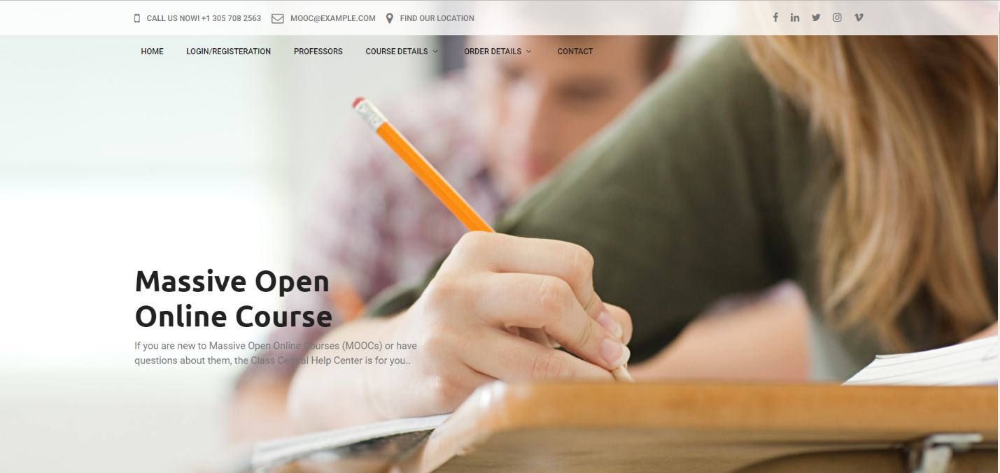 CALL US NOW! +1 305 708 2563 MOOC@EXAMPLE.COM FIND OUR LOCATION
HOME LOGIN/REGISTERATION PROFESSORS COURSE DETAILS ORDER DETAILS CONTACT
Massive Open
Online Course
If you are new to Massive Open Online Courses (MOOCs) or have
questions about them, the Class Central Help Center is for you..